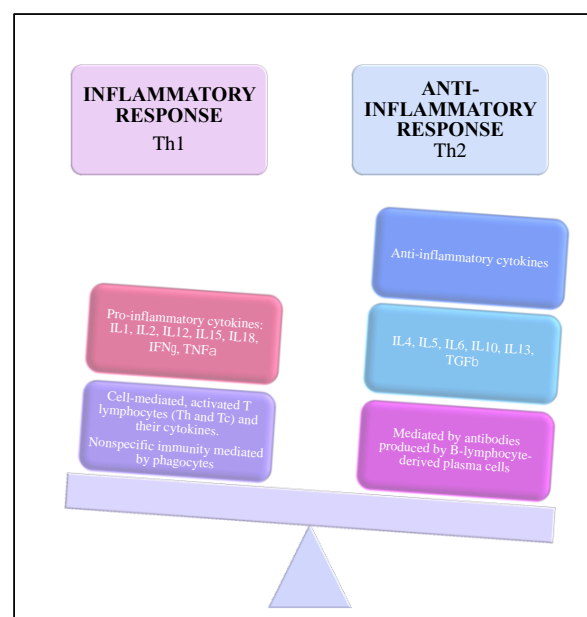 INFLAMMATORY
RESPONSE
Th1
ANTI-
INFLAMMATORY
RESPONSE
Th2
Pro-inflammatory cytokines:
IL1, IL2, IL12, IL15, IL18,
IFNg, TNFa
Cell-mediated, activated T
lymphocytes (Th and Tc) and
their cytokines.
Nonspecific immunity mediated
by phagocytes
Anti-inflammatory cytokines
IL4, IL5, IL6, IL10, IL13,
TGFb
Mediated by antibodies
produced by B-lymphocyte-
derived plasma cells